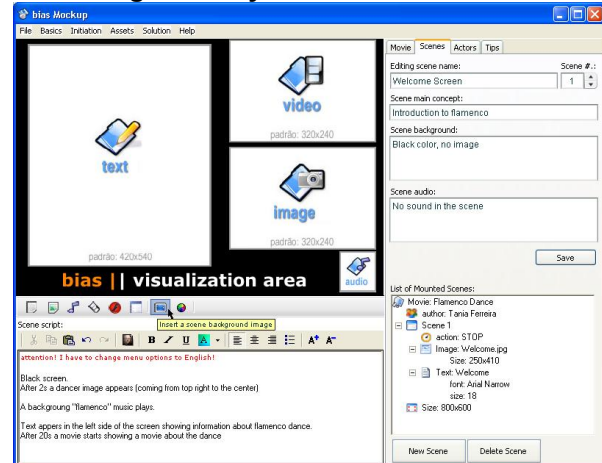 bias Mockup
File Basics Initiation Assets Solution Help
text
padrão: 420x540
video
padrão: 320x240
image
padrão: 320x240
bias || visualization area
audio
Insert a scene background image
Scene script:
B I U A A+ A-
attention! I have to change menu options to English!
Black screen.
After 2s a dancer image appears (coming from top right to the center)
A backgroung "flamenco" music plays.
Text appears in the left side of the screen showing information about flamenco dance.
After 20s a movie starts showing a movie about the dance
Movie Scenes Actors Tips
Editing scene name: Scene #.:
Welcome Screen 1
Scene main concept:
Introduction to flamenco
Scene background:
Black color, no image
Scene audio:
No sound in the scene
Save
List of Mounted Scenes:
Movie: Flamenco Dance
author: Tania Ferreira
Scene 1
action: STOP
Image: Welcome.jpg
Size: 250x410
Text: Welcome
font: Arial Narrow
size: 18
Size: 800x600
New Scene Delete Scene